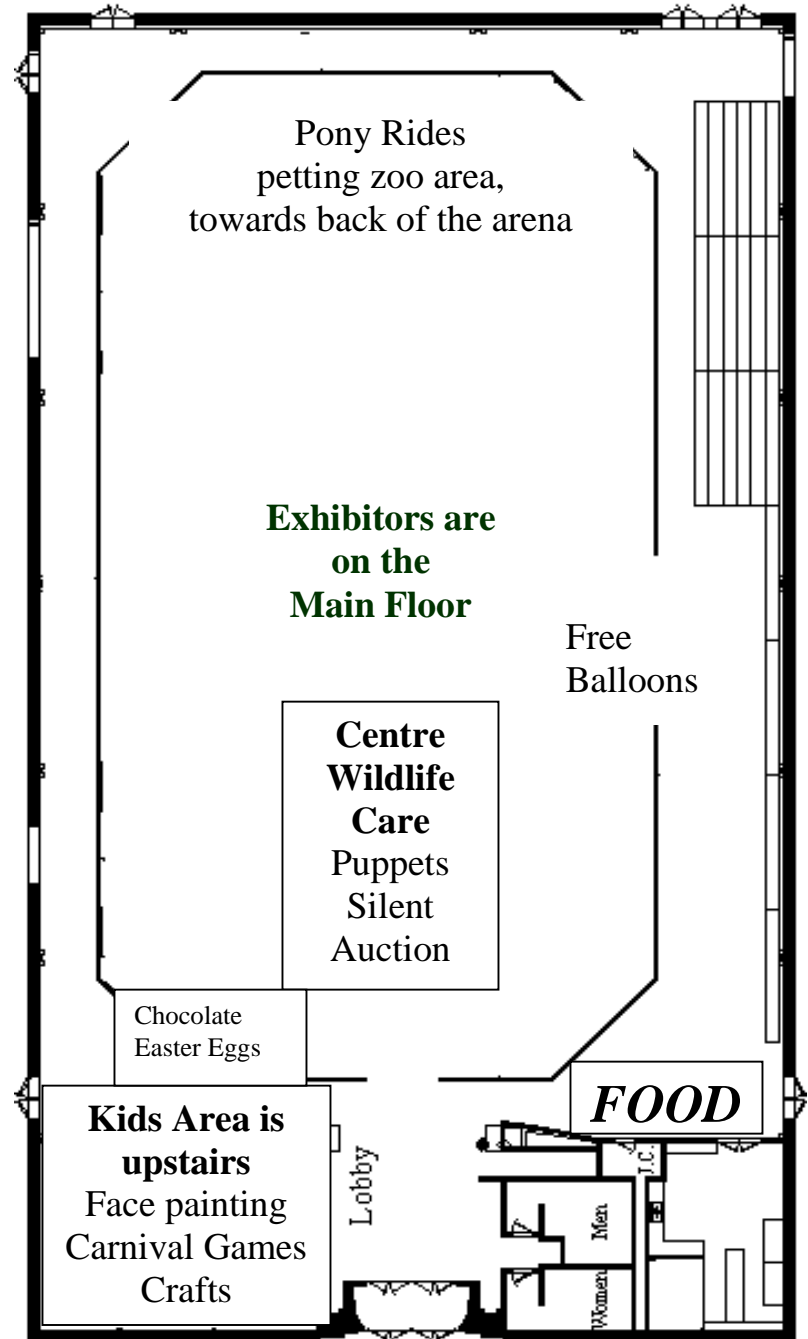 Pony Rides
petting zoo area,
towards back of the arena
Exhibitors are
on the
Main Floor
Free
Balloons
Centre
Wildlife
Care
Puppets
Silent
Auction
Chocolate
Easter Eggs
FOOD
Kids Area is
upstairs
Face painting
Carnival Games
Crafts
Lobby
J.C.
Men
Women